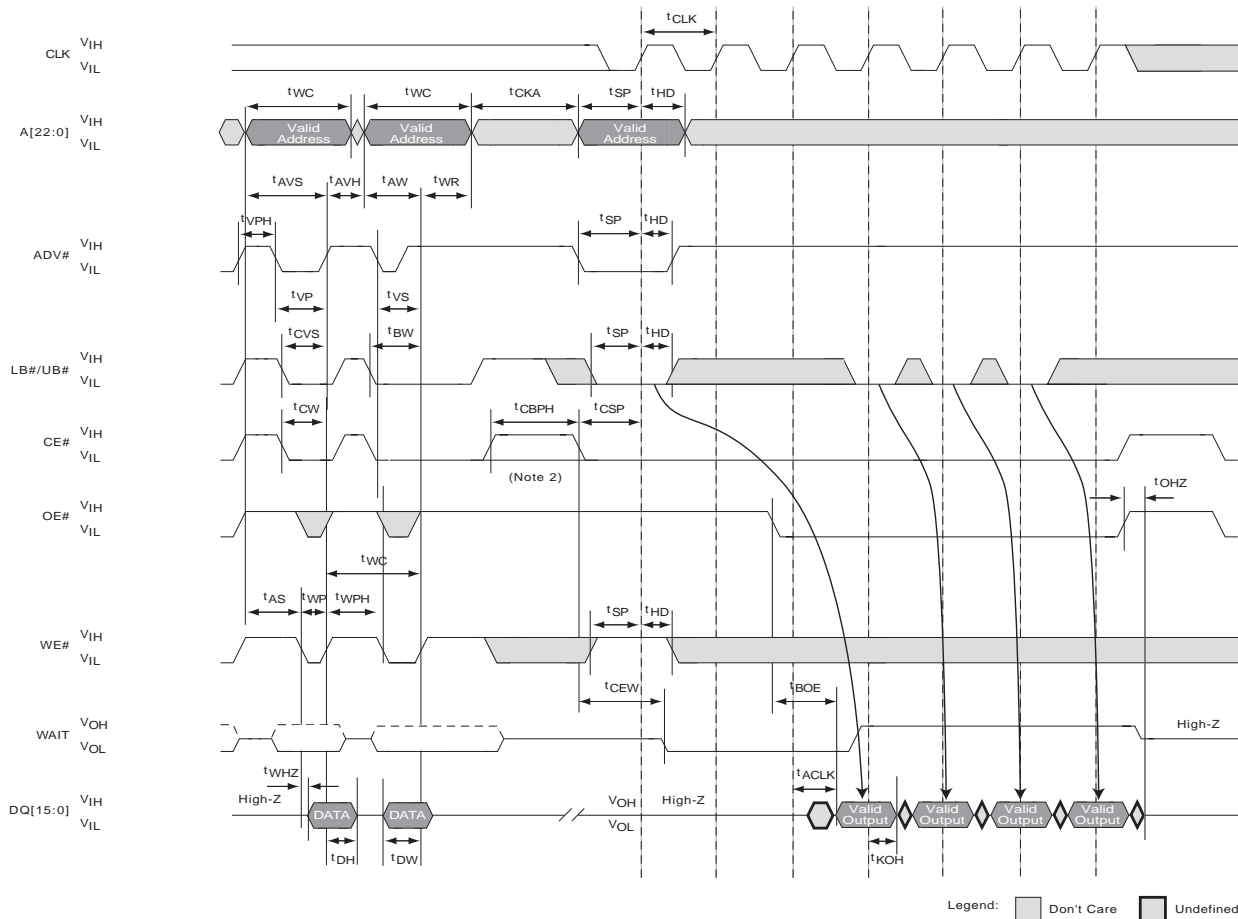 tCLK
CLK VIH
VIL
tWC tWC tCKA tSP tHD
A[22:0] VIH
VIL
Valid Address
Valid Address
Valid Address
tAVS tAVH tAW tWR
tVPH tSP tHD
ADV# VIH
VIL
tVP tVS
tCVS tBW tSP tHD
LB#/UB# VIH
VIL
tCW tCBPH tCSP
CE# VIH
VIL
(Note 2)
tOHZ
OE# VIH
VIL
tWC
tAS tWP tWPH tSP tHD
WE# VIH
VIL
tCEW tBOE
WAIT VOH
VOL
High-Z
tWHZ tACLK
High-Z
DQ[15:0] VIH
VIL
DATA DATA
VOH
VOL
High-Z
Valid Output
Valid Output
Valid Output
Valid Output
tDH tDW tKOH
Legend: Don't Care Undefined